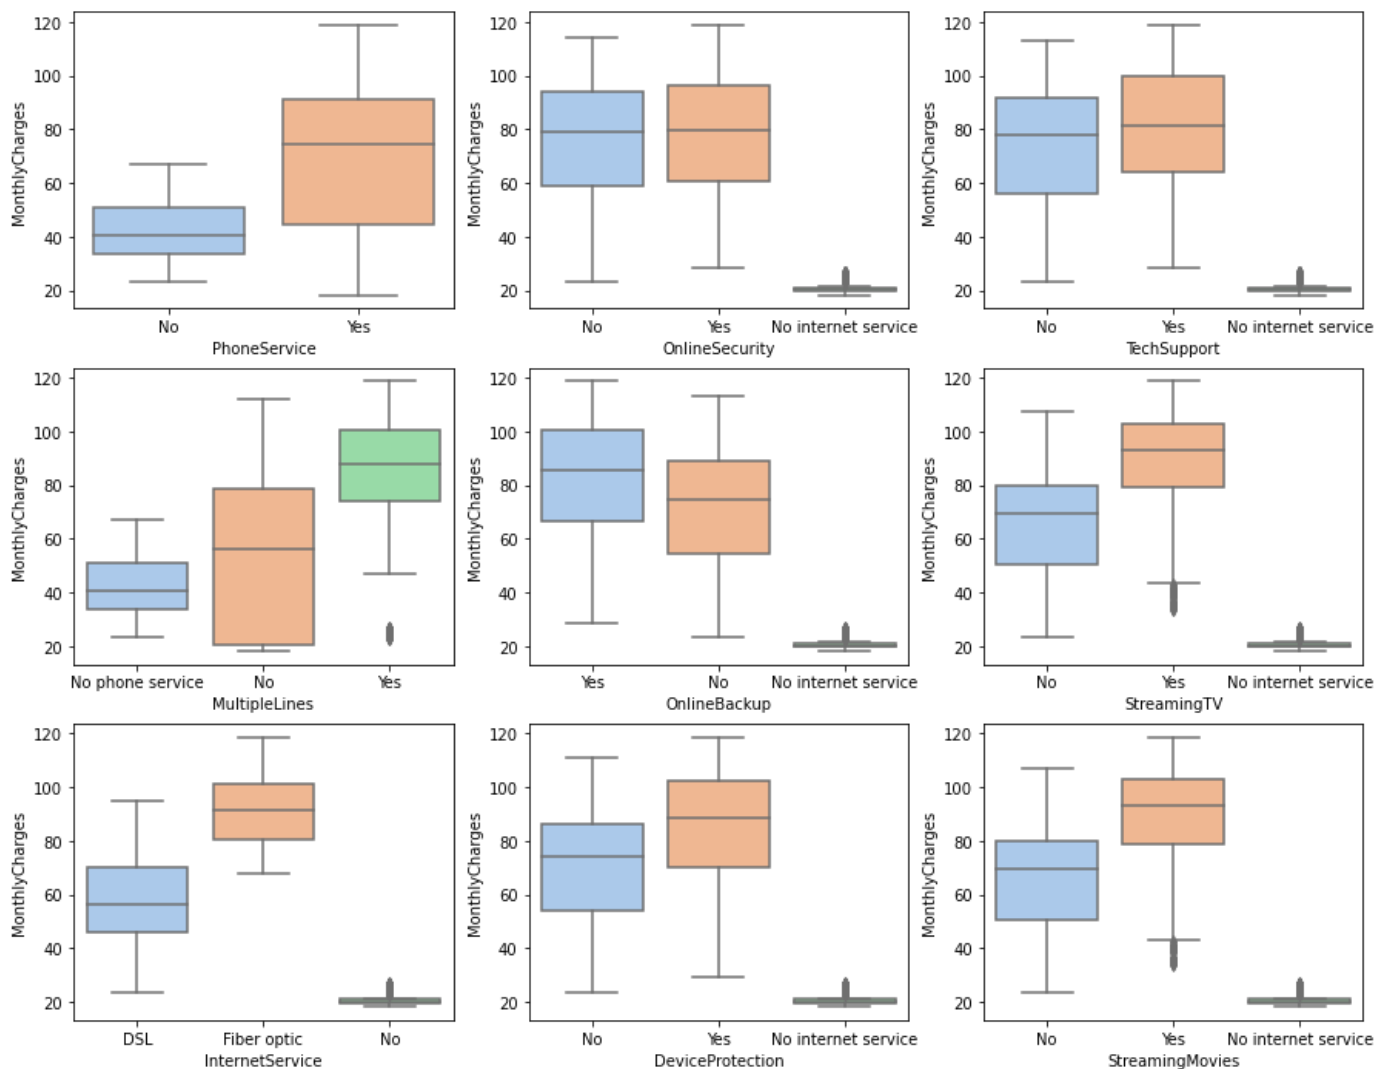 120
100
80
60
40
20
MonthlyCharges
No Yes
PhoneService
120
100
80
60
40
20
MonthlyCharges
No Yes No internet service
OnlineSecurity
120
100
80
60
40
20
MonthlyCharges
No Yes No internet service
TechSupport
120
100
80
60
40
20
MonthlyCharges
No phone service No Yes
MultipleLines
120
100
80
60
40
20
MonthlyCharges
Yes No No internet service
OnlineBackup
120
100
80
60
40
20
MonthlyCharges
No Yes No internet service
StreamingTV
120
100
80
60
40
20
MonthlyCharges
DSL Fiber optic No
InternetService
120
100
80
60
40
20
MonthlyCharges
No Yes No internet service
DeviceProtection
120
100
80
60
40
20
MonthlyCharges
No Yes No internet service
StreamingMovies